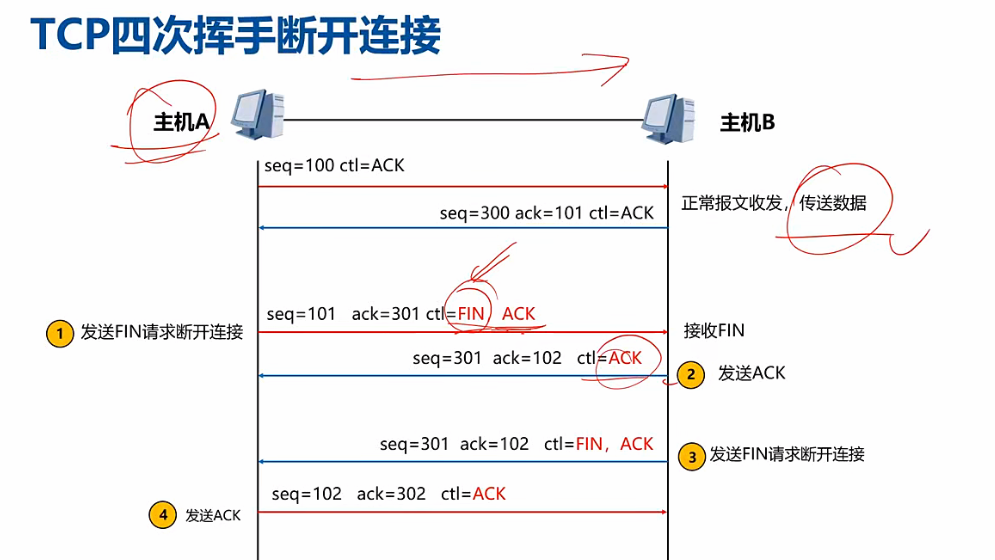 TCP四次挥手断开连接
主机A
主机B
seq=100 ctl=ACK
正常报文收发，传送数据
seq=300 ack=101 ctl=ACK
seq=101 ack=301 ctl=FIN ACK
1 发送FIN请求断开连接
接收FIN
seq=301 ack=102 ctl=ACK
2 发送ACK
seq=301 ack=102 ctl=FIN，ACK
3 发送FIN请求断开连接
seq=102 ack=302 ctl=ACK
4 发送ACK